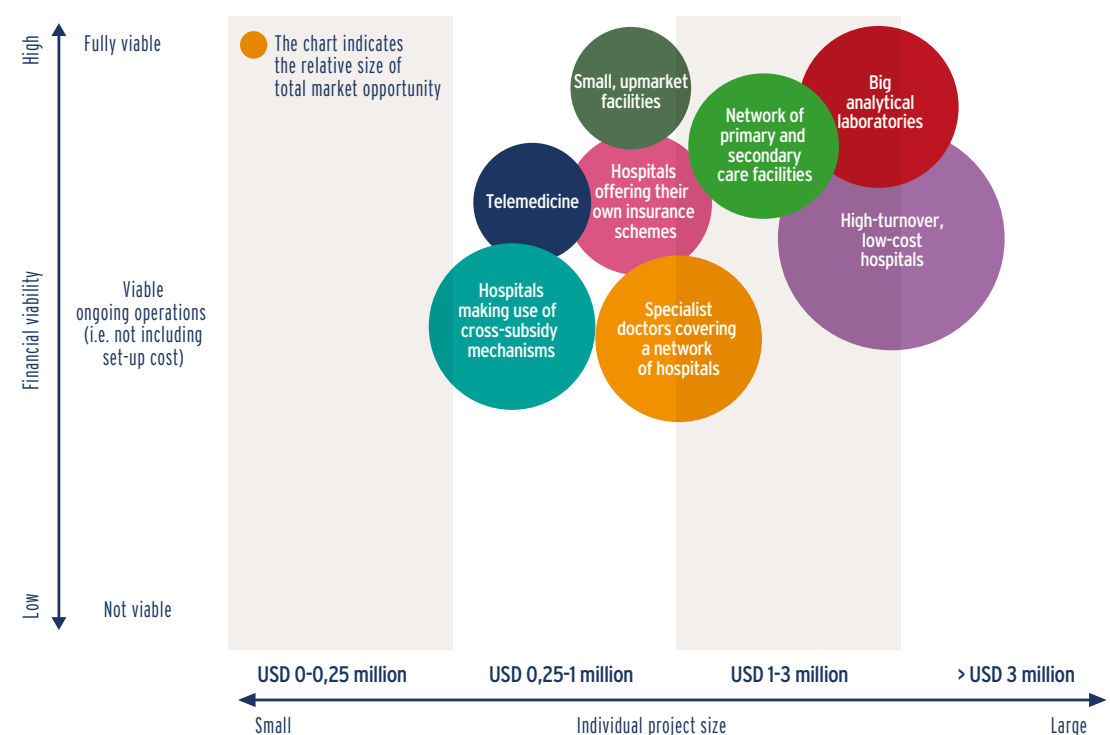 High
Fully viable
The chart indicates
the relative size of
total market opportunity
Small, upmarket
facilities
Big
analytical
laboratories
Network of
primary and
secondary
care facilities
Telemedicine
Hospitals
offering their
own insurance
schemes
High-turnover,
low-cost
hospitals
Financial viability
Viable
ongoing operations
(i.e. not including
set-up cost)
Hospitals
making use of
cross-subsidy
mechanisms
Specialist
doctors covering
a network
of hospitals
Low
Not viable
USD 0-0,25 million
USD 0,25-1 million
USD 1-3 million
> USD 3 million
Small
Individual project size
Large